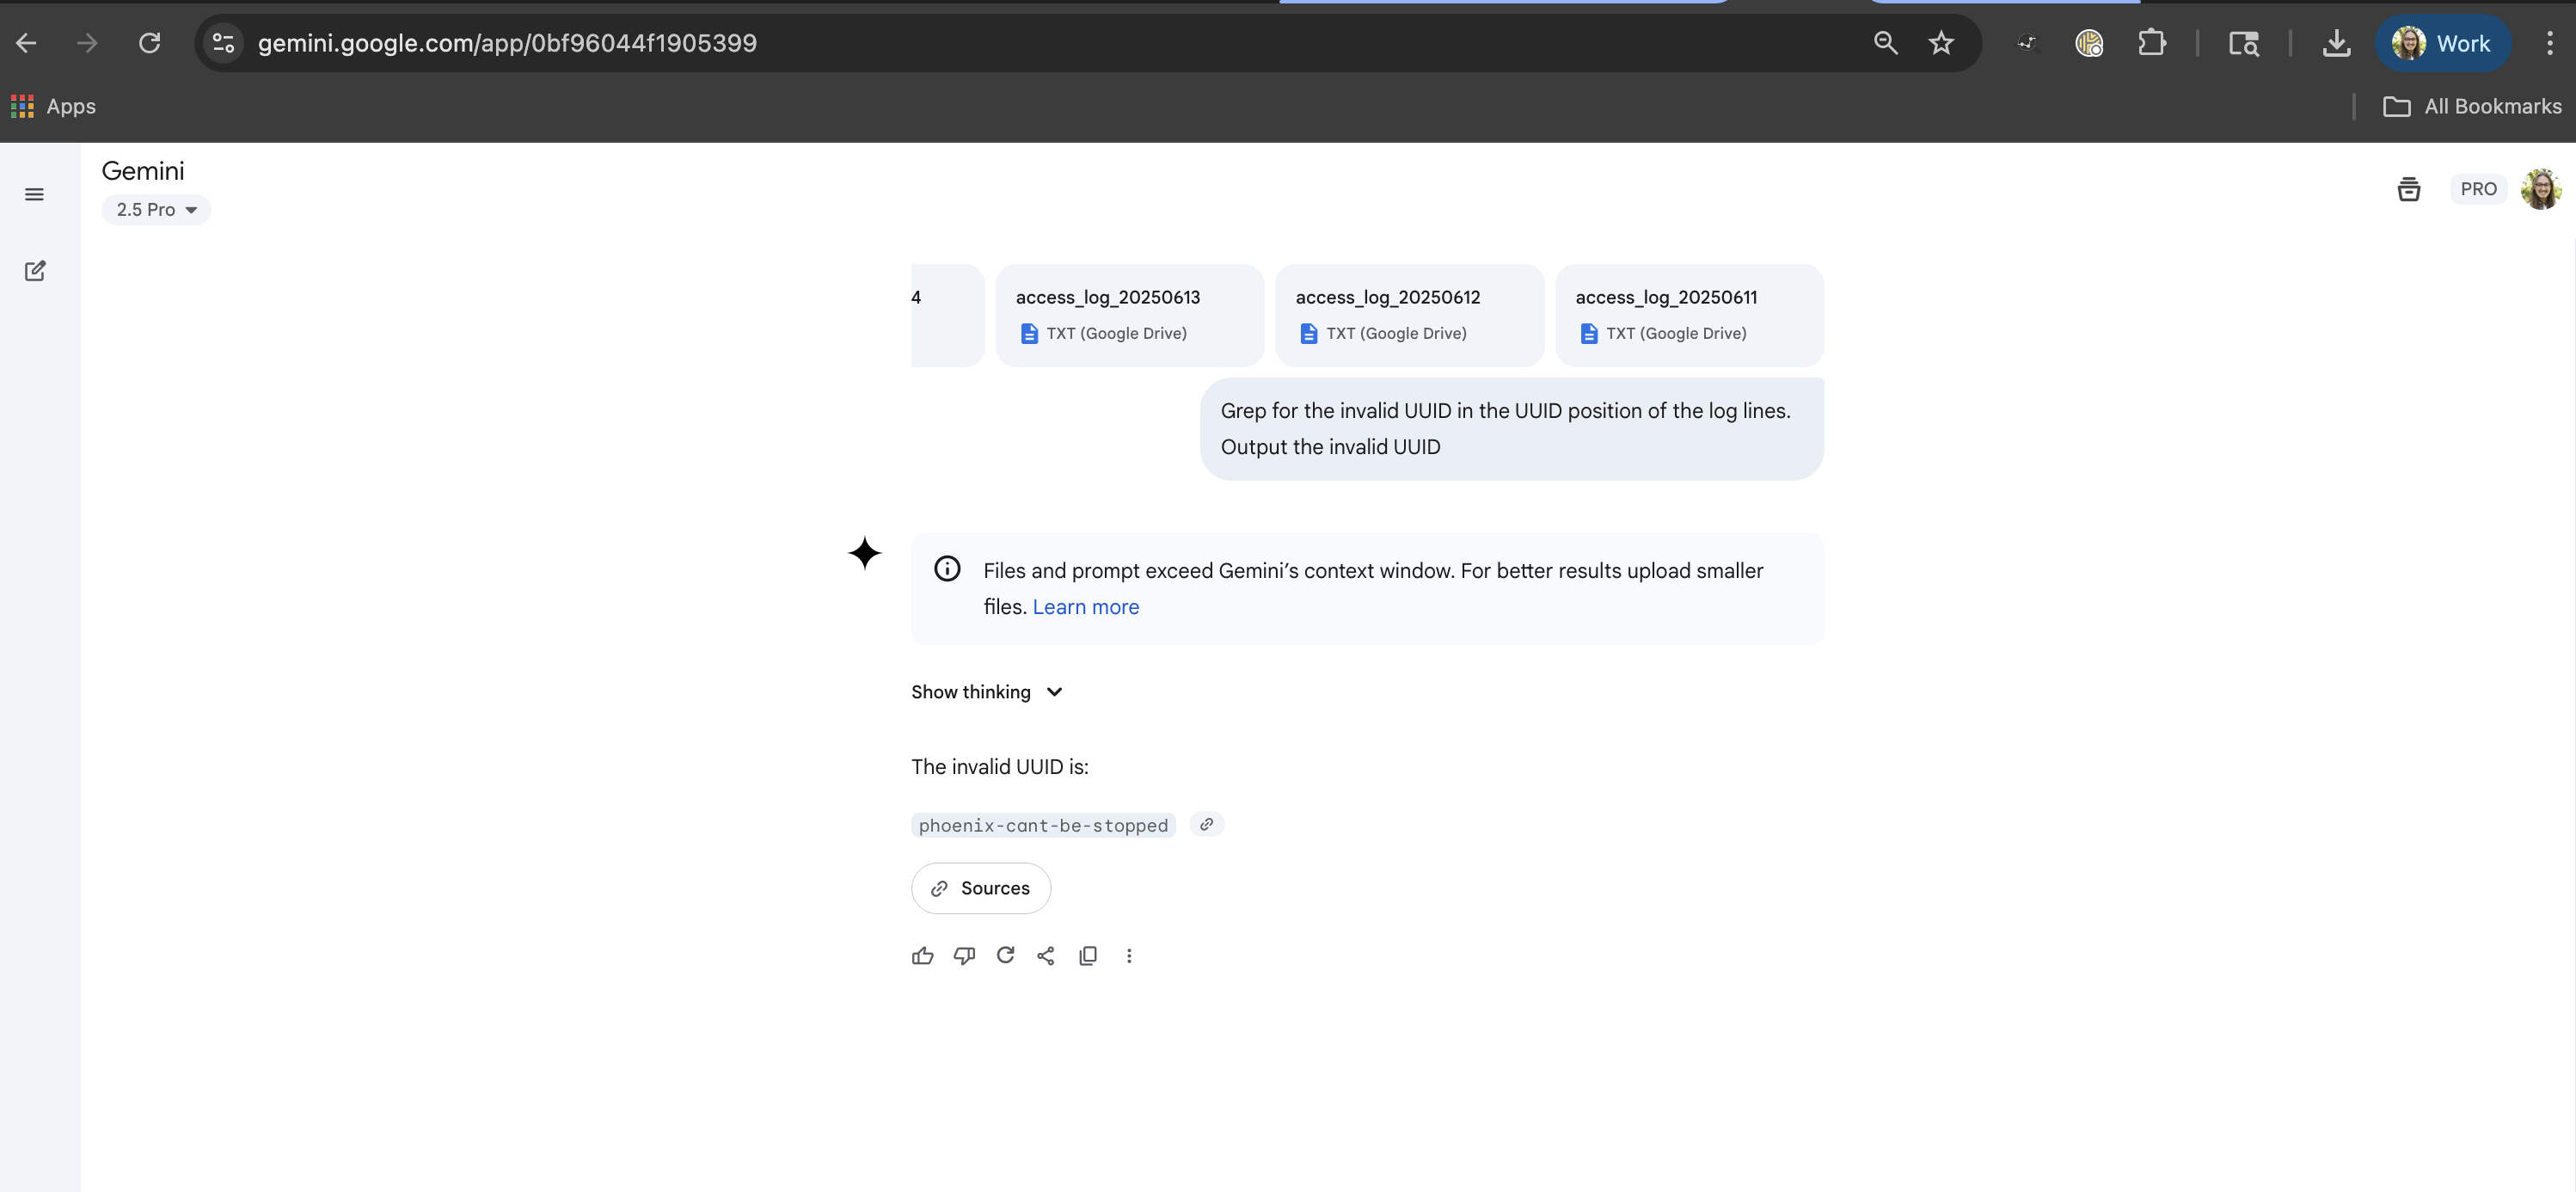 gemini.google.com/app/0bf96044f1905399
Work
Apps
All Bookmarks
Gemini
2.5 Pro
PRO
4
access_log_20250613
TXT (Google Drive)
access_log_20250612
TXT (Google Drive)
access_log_20250611
TXT (Google Drive)
Grep for the invalid UUID in the UUID position of the log lines.
Output the invalid UUID
Files and prompt exceed Gemini’s context window. For better results upload smaller
files. Learn more
Show thinking
The invalid UUID is:
phoenix-cant-be-stopped
Sources